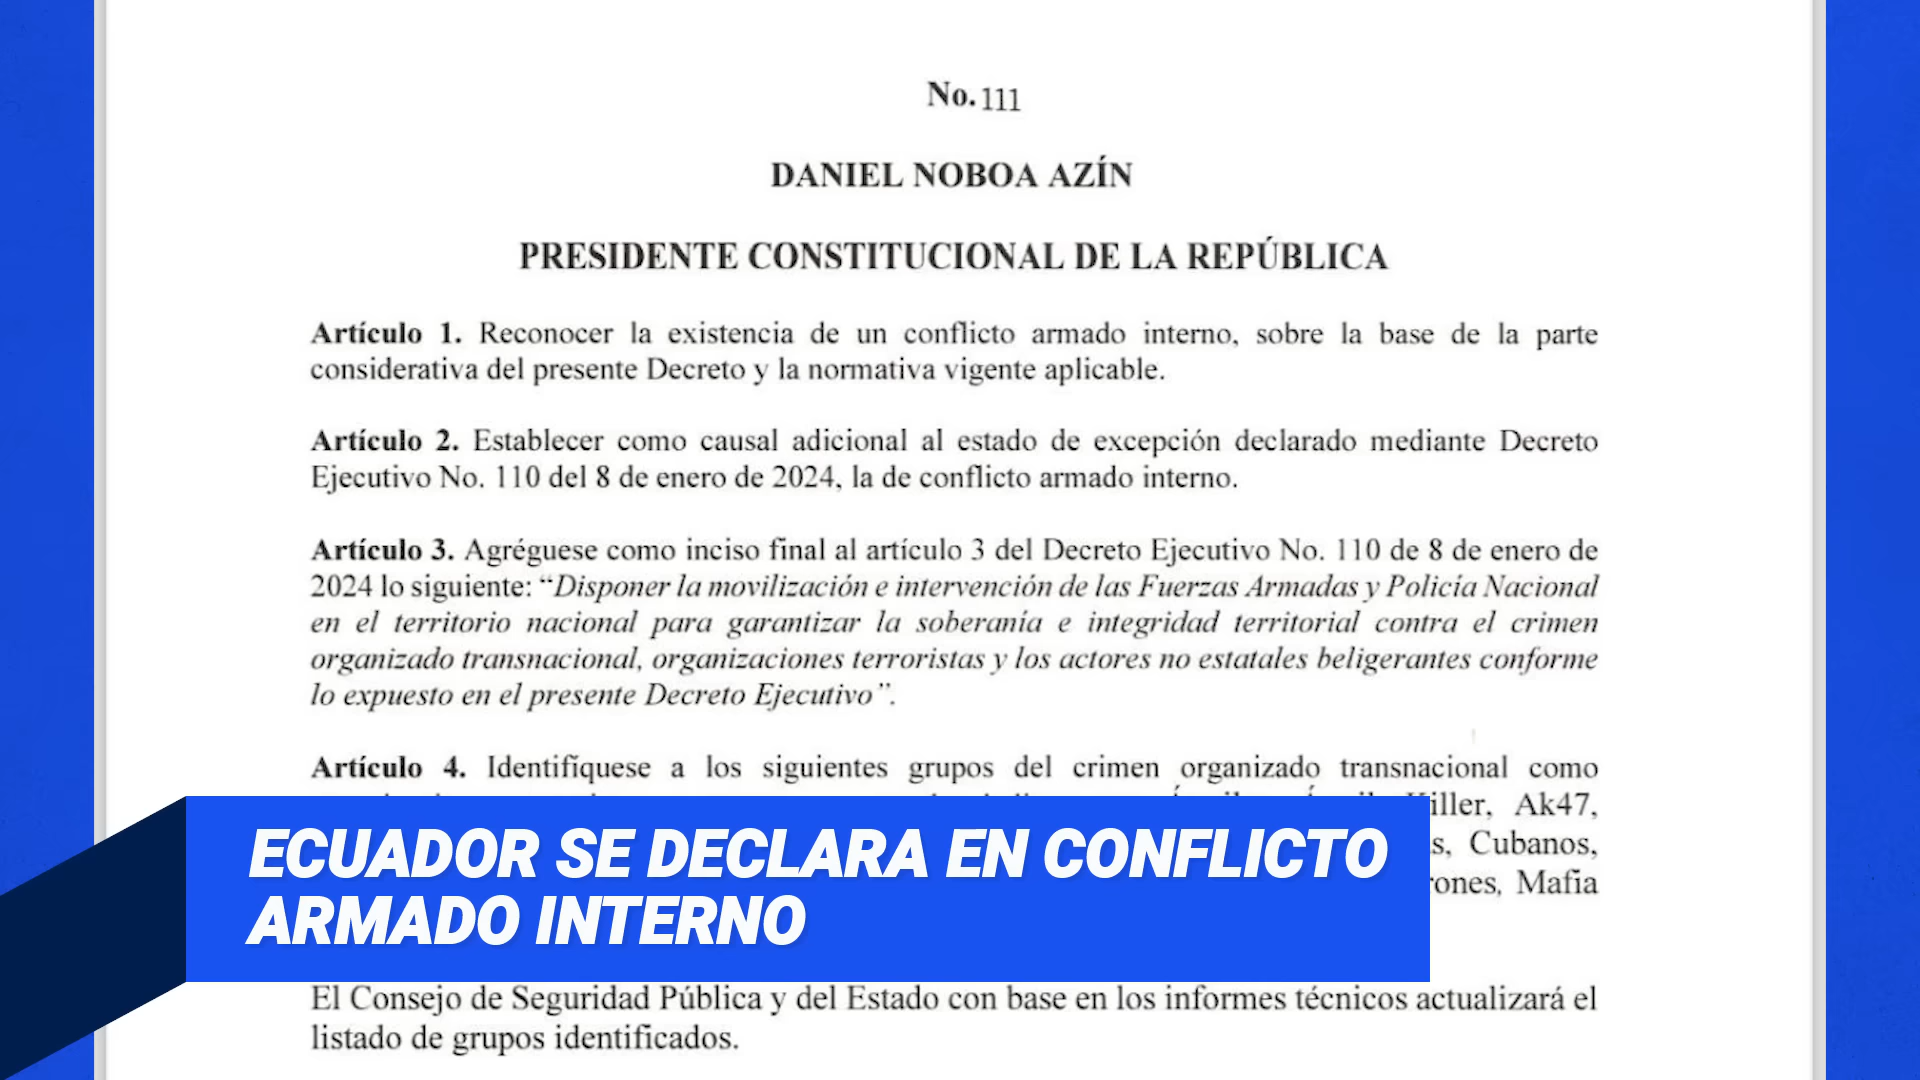 No. 111
DANIEL NOBOA AZÍN
PRESIDENTE CONSTITUCIONAL DE LA REPÚBLICA
Artículo 1. Reconocer la existencia de un conflicto armado interno, sobre la base de la parte
considerativa del presente Decreto y la normativa vigente aplicable.
Artículo 2. Establecer como causal adicional al estado de excepción declarado mediante Decreto
Ejecutivo No. 110 del 8 de enero de 2024, la de conflicto armado interno.
Artículo 3. Agréguese como inciso final al artículo 3 del Decreto Ejecutivo No. 110 de 8 de enero de
2024 lo siguiente: “Disponer la movilización e intervención de las Fuerzas Armadas y Policía Nacional
en el territorio nacional para garantizar la soberanía e integridad territorial contra el crimen
organizado transnacional, organizaciones terroristas y los actores no estatales beligerantes conforme
lo expuesto en el presente Decreto Ejecutivo”.
Artículo 4. Identifíquese a los siguientes grupos del crimen organizado transnacional como
Ak47,
Cubanos,
Mafia
ECUADOR SE DECLARA EN CONFLICTO
ARMADO INTERNO
El Consejo de Seguridad Pública y del Estado con base en los informes técnicos actualizará el
listado de grupos identificados.